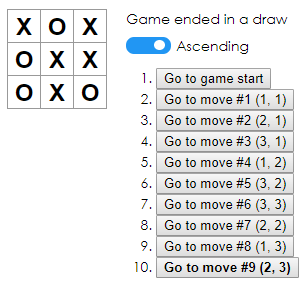 X O X
O X X
O X O
Game ended in a draw
Ascending
1. Go to game start
2. Go to move #1 (1, 1)
3. Go to move #2 (2, 1)
4. Go to move #3 (3, 1)
5. Go to move #4 (1, 2)
6. Go to move #5 (3, 2)
7. Go to move #6 (3, 3)
8. Go to move #7 (2, 2)
9. Go to move #8 (1, 3)
10. Go to move #9 (2, 3)